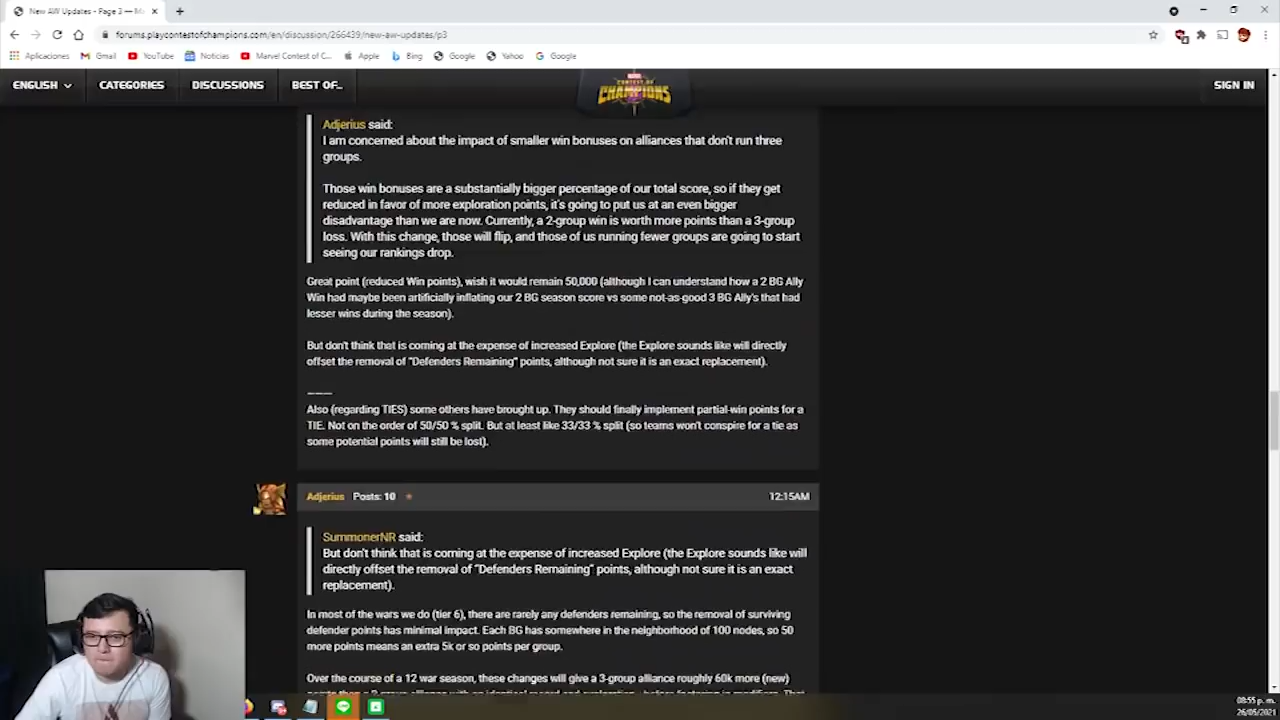 New AW Updates - Page 3 — M
forums.playcontestofchampions.com/en/discussion/266439/new-aw-updates/p3
Aplicaciones Gmail YouTube Noticias Marvel Contest of C... Apple Bing Google Yahoo Google
ENGLISH CATEGORIES DISCUSSIONS BEST OF... MARVEL CONTEST OF CHAMPIONS SIGN IN
Adjerius said:
I am concerned about the impact of smaller win bonuses on alliances that don't run three
groups.
Those win bonuses are a substantially bigger percentage of our total score, so if they get
reduced in favor of more exploration points, it's going to put us at an even bigger
disadvantage than we are now. Currently, a 2-group win is worth more points than a 3-group
loss. With this change, those will flip, and those of us running fewer groups are going to start
seeing our rankings drop.
Great point (reduced Win points), wish it would remain 50,000 (although I can understand how a 2 BG Ally
Win had maybe been artificially inflating our 2 BG season score vs some not-as-good 3 BG Ally's that had
lesser wins during the season).
But don't think that is coming at the expense of increased Explore (the Explore sounds like will directly
offset the removal of "Defenders Remaining" points, although not sure it is an exact replacement).
——
Also (regarding TIES) some others have brought up. They should finally implement partial-win points for a
TIE. Not on the order of 50/50 % split. But at least like 33/33 % split (so teams won't conspire for a tie as
some potential points will still be lost).
Adjerius Posts: 10 ★ 12:15AM
SummonerNR said:
But don't think that is coming at the expense of increased Explore (the Explore sounds like will
directly offset the removal of "Defenders Remaining" points, although not sure it is an exact
replacement).
In most of the wars we do (tier 6), there are rarely any defenders remaining, so the removal of surviving
defender points has minimal impact. Each BG has somewhere in the neighborhood of 100 nodes, so 50
more points means an extra 5k or so points per group.
Over the course of a 12 war season, these changes will give a 3-group alliance roughly 60k more (new)
08:55 p. m.
26/05/2021